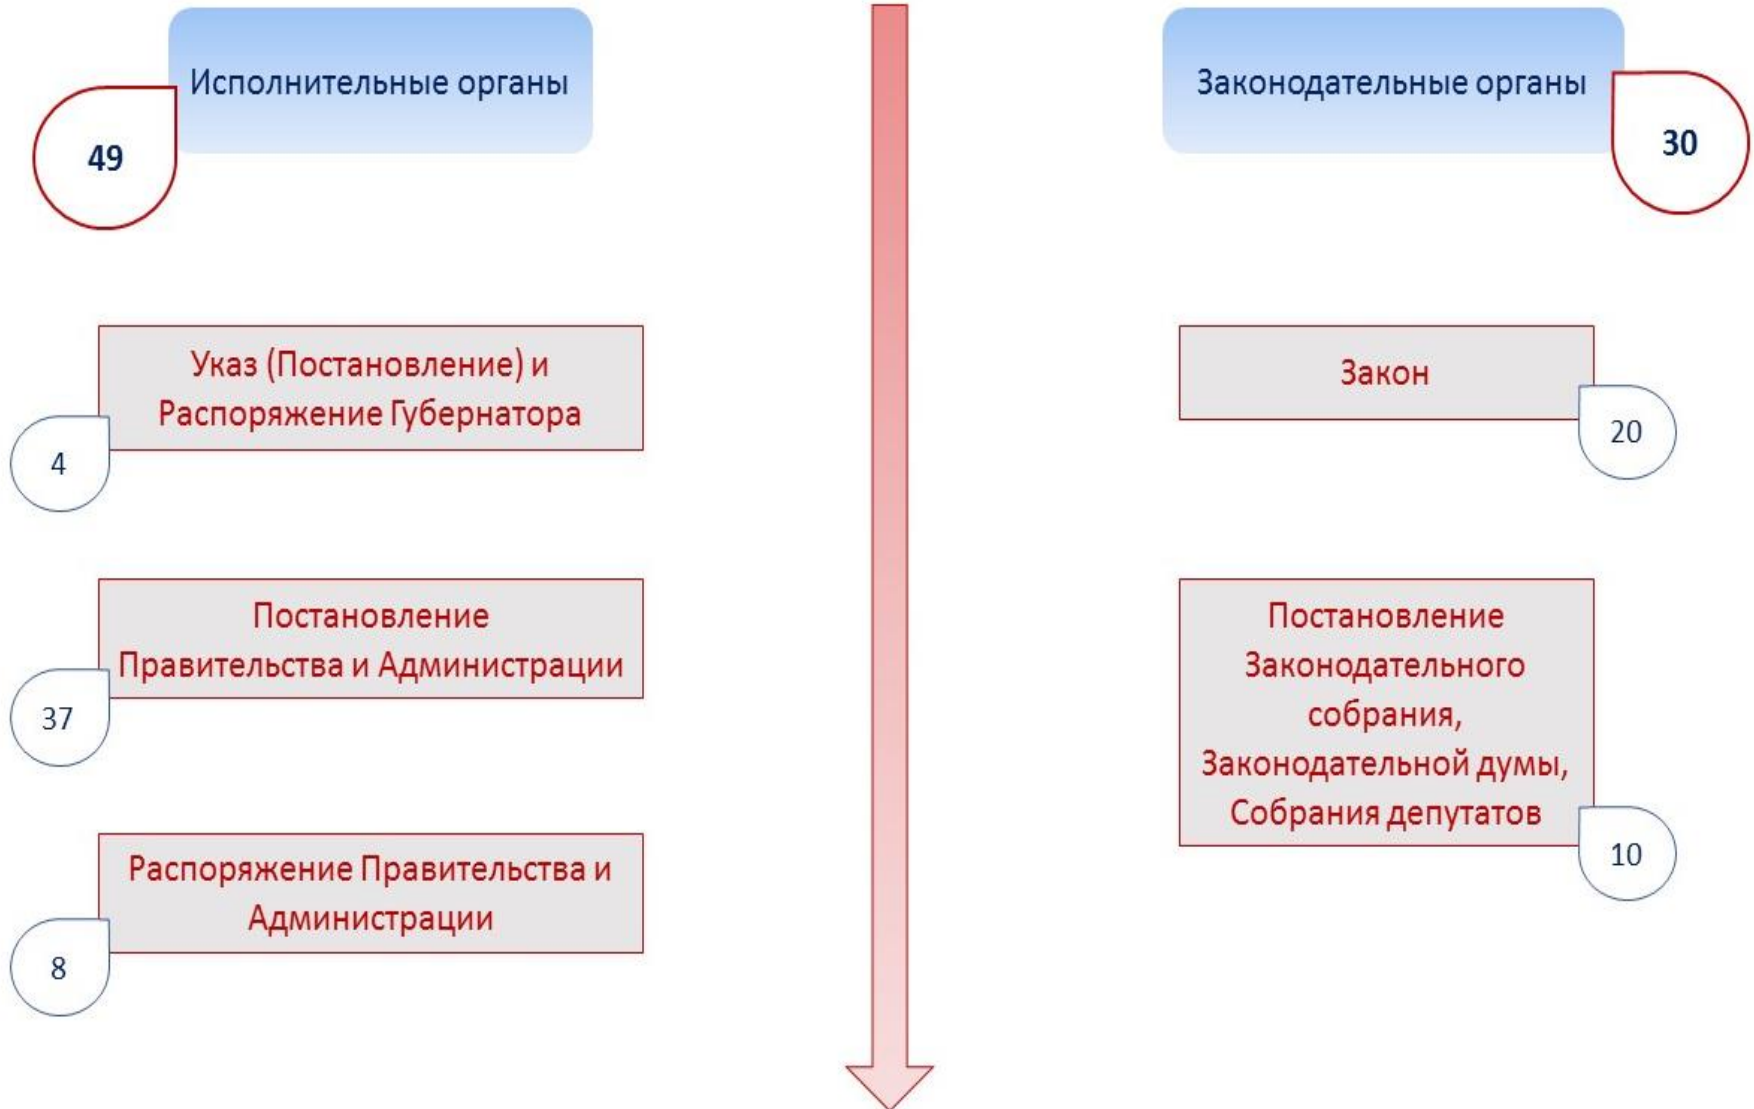 Исполнительные органы
49
Указ (Постановление) и
Распоряжение Губернатора
4
Постановление
Правительства и Администрации
37
Распоряжение Правительства и
Администрации
8
Законодательные органы
30
Закон
20
Постановление
Законодательного
собрания,
Законодательной думы,
Собрания депутатов
10